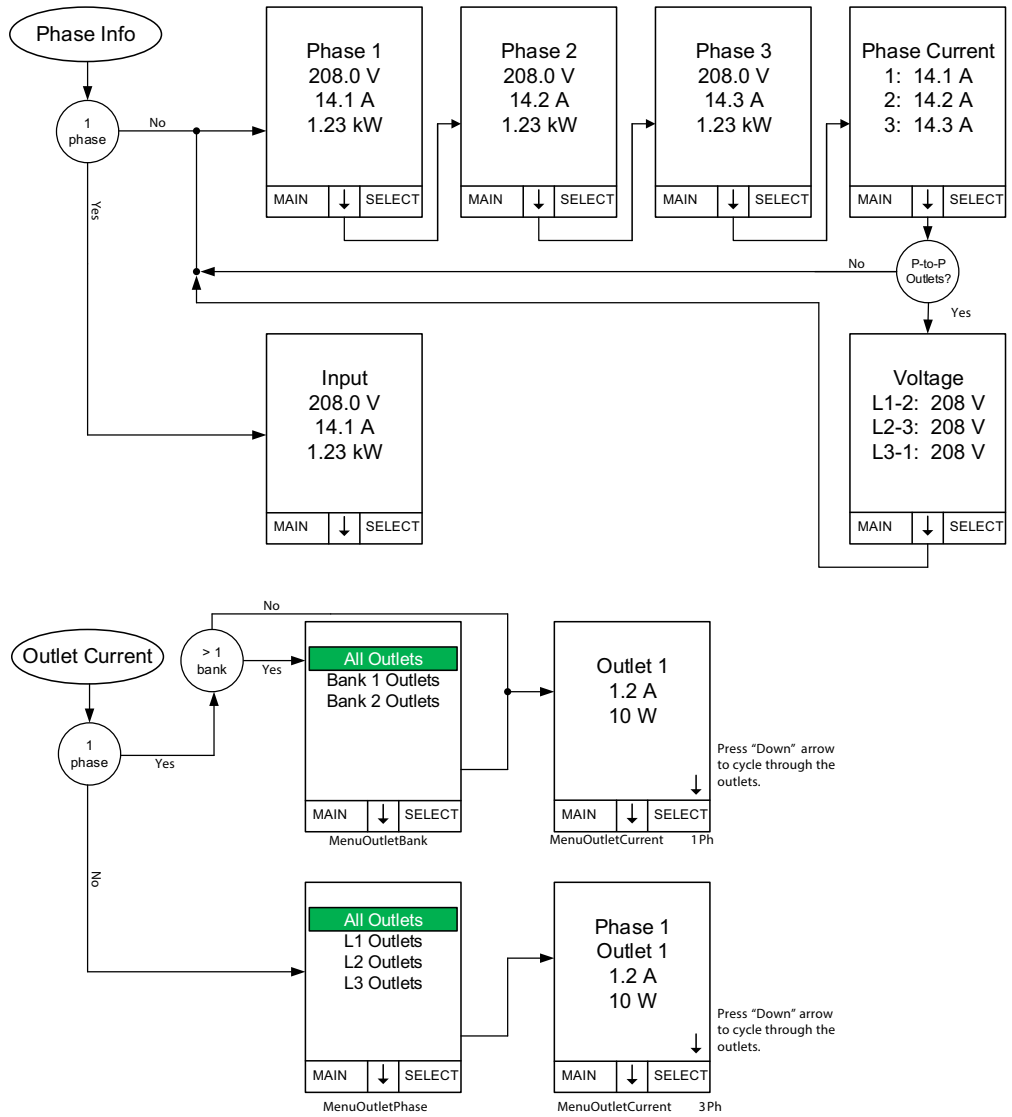 Phase Info
1
phase
No
Yes
Phase 1
208.0 V
14.1 A
1.23 kW
MAIN ↓ SELECT
Phase 2
208.0 V
14.2 A
1.23 kW
MAIN ↓ SELECT
Phase 3
208.0 V
14.3 A
1.23 kW
MAIN ↓ SELECT
Phase Current
1: 14.1 A
2: 14.2 A
3: 14.3 A
MAIN ↓ SELECT
P-to-P
Outlets?
No
Yes
Input
208.0 V
14.1 A
1.23 kW
MAIN ↓ SELECT
Voltage
L1-2: 208 V
L2-3: 208 V
L3-1: 208 V
MAIN ↓ SELECT
Outlet Current
1
phase
Yes
No
> 1
bank
No
Yes
All Outlets
Bank 1 Outlets
Bank 2 Outlets
MAIN ↓ SELECT
MenuOutletBank
Outlet 1
1.2 A
10 W
↓
MAIN ↓ SELECT
MenuOutletCurrent 1Ph
Press “Down” arrow
to cycle through the
outlets.
All Outlets
L1 Outlets
L2 Outlets
L3 Outlets
MAIN ↓ SELECT
MenuOutletPhase
Phase 1
Outlet 1
1.2 A
10 W
↓
MAIN ↓ SELECT
MenuOutletCurrent 3Ph
Press “Down” arrow
to cycle through the
outlets.